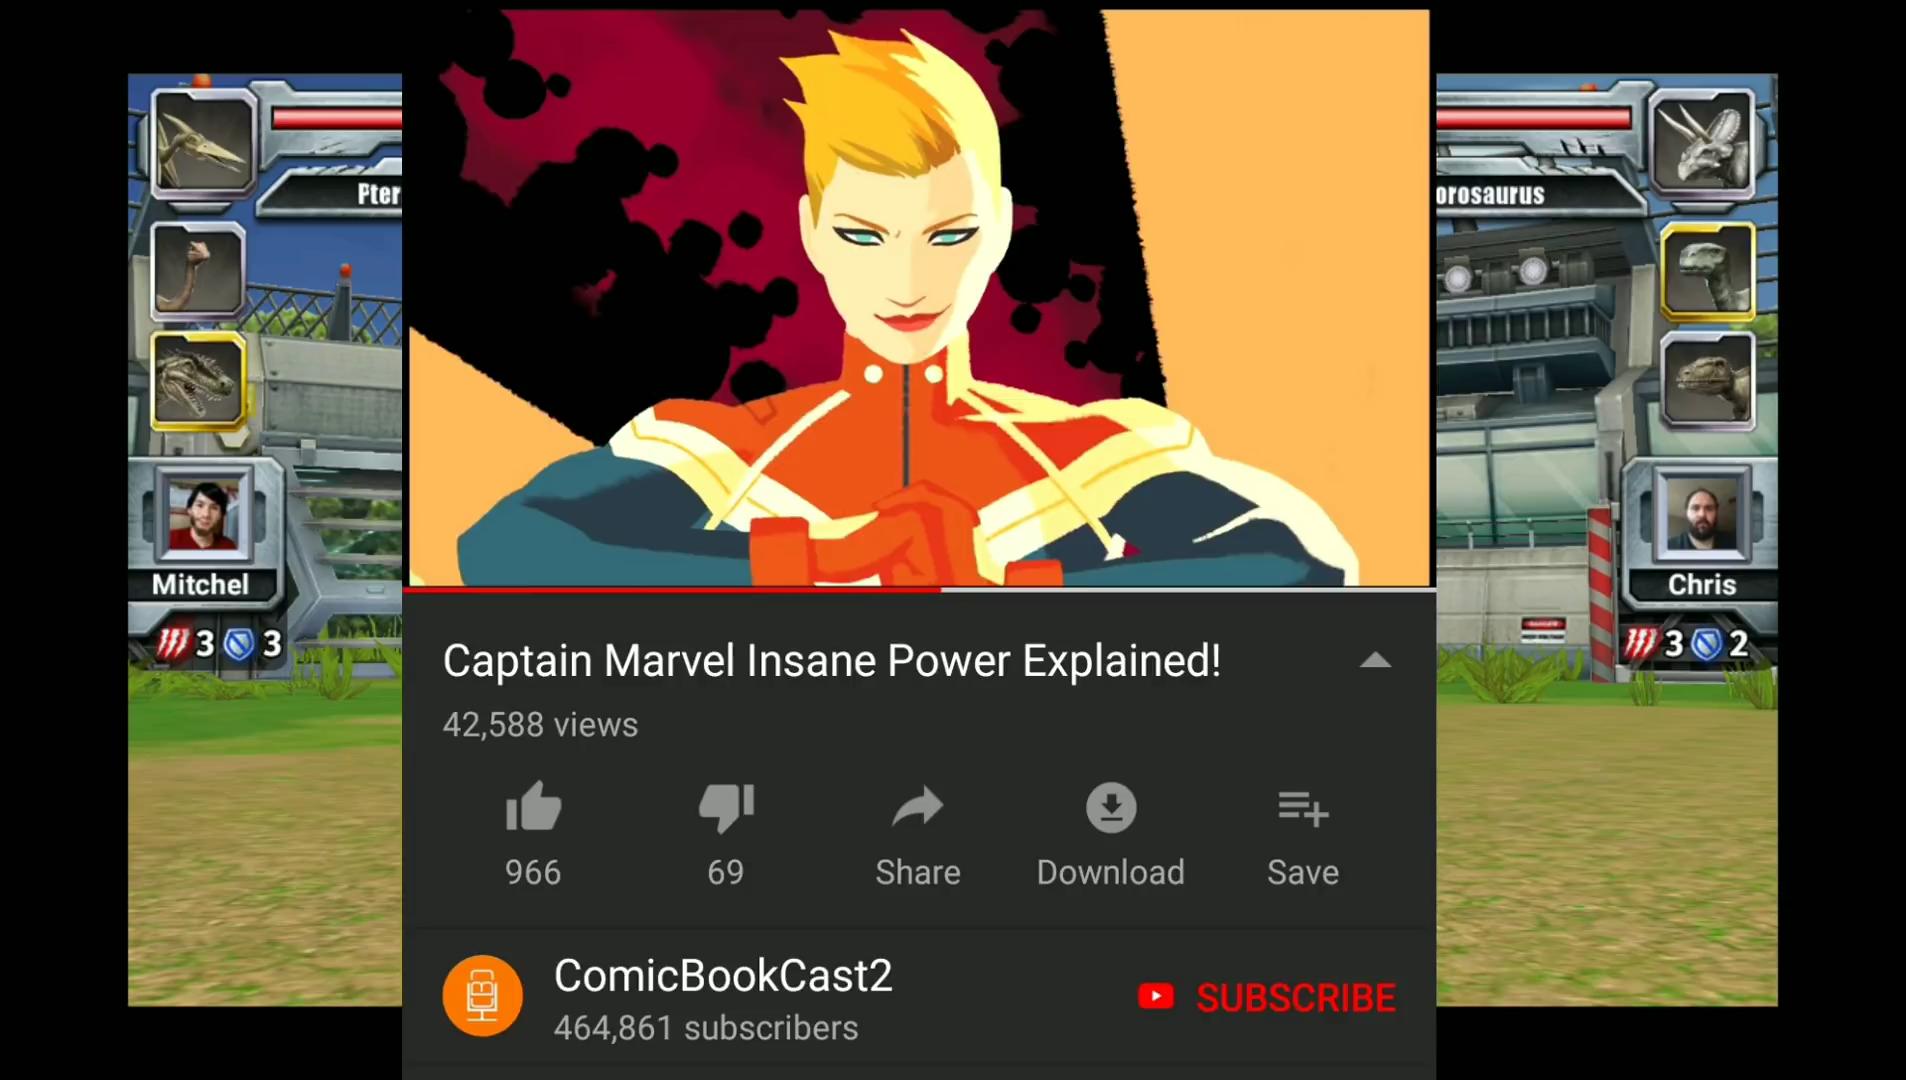 Pter
orosaurus
Mitchel
3 3
Chris
3 2
DANGER
Captain Marvel Insane Power Explained!
42,588 views
966
69
Share
Download
Save
ComicBookCast2
464,861 subscribers
SUBSCRIBE